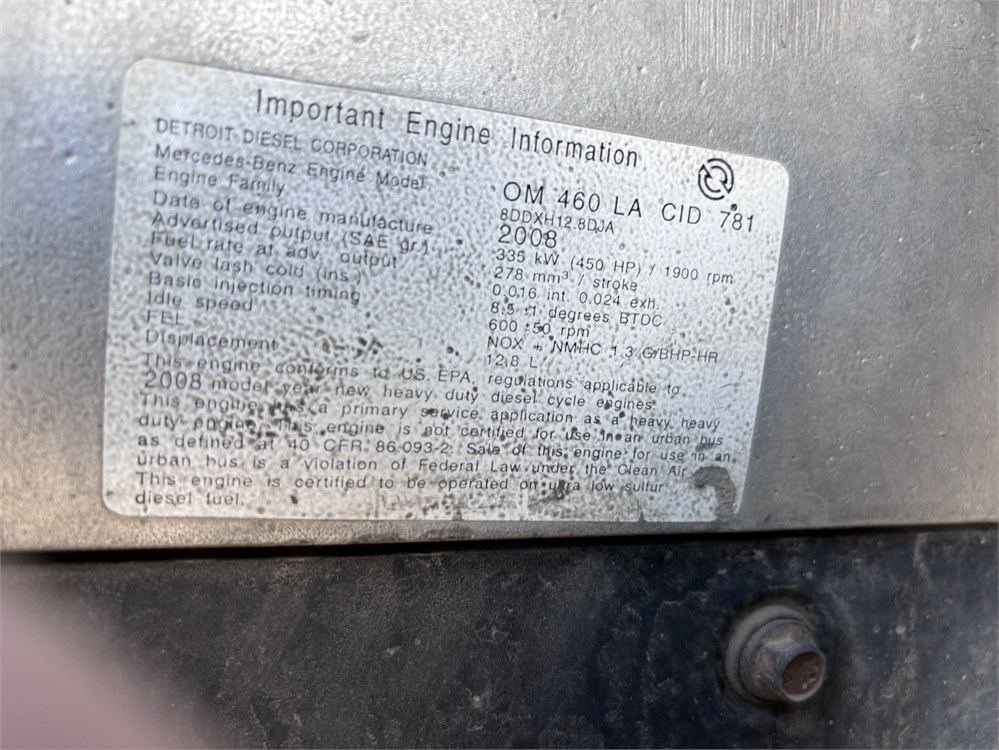 Important Engine Information
DETROIT DIESEL CORPORATION
Mercedes-Benz Engine Model OM 460 LA CID 781
Engine Family 8DDXH12.8DJA
Date of engine manufacture 2008
Advertised output (SAE gr.) 335 kW (450 HP) / 1900 rpm
Fuel rate at adv. output 278 mm³ / stroke
Valve lash cold (ins.) 0.016 int. 0.024 exh.
Basic injection timing 8.5 ±1 degrees BTDC
Idle speed 600 ±50 rpm
FEL NOX + NMHC 1.3 G/BHP-HR
Displacement 12.8 L
This engine conforms to US. EPA, regulations applicable to
2008 model year new heavy duty diesel cycle engines.
This engine has a primary service application as a heavy heavy
duty engine. This engine is not certified for use in an urban bus
as defined at 40 CFR 86.093-2. Sale of this engine for use in an
urban bus is a violation of Federal Law under the Clean Air
This engine is certified to be operated on ultra low sulfur
diesel fuel.